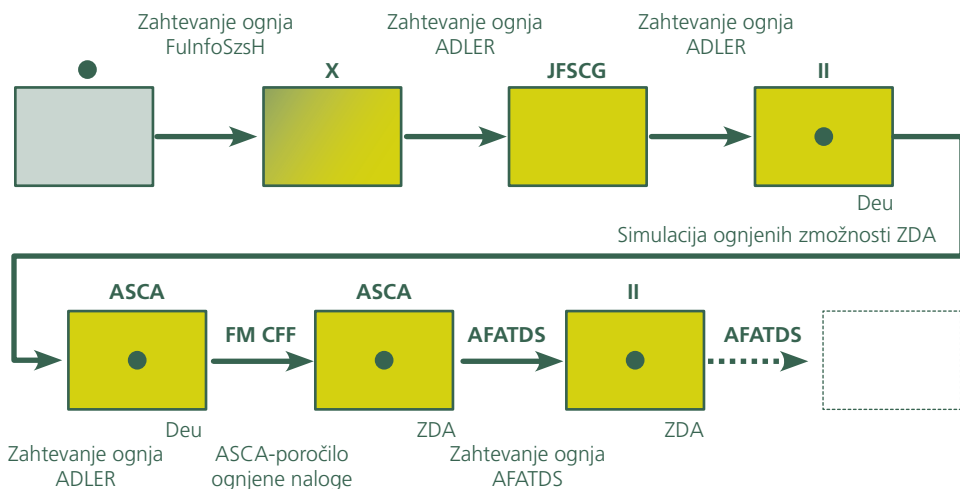 Zahtevanje ognja
FuInfoSzsH
Zahtevanje ognja
ADLER
Zahtevanje ognja
ADLER
X
JFSCG
II
Deu
Simulacija ognjenih zmožnosti ZDA
ASCA
ASCA
II
FM CFF
AFATDS
AFATDS
Deu
ZDA
ZDA
Zahtevanje ognja
ADLER
ASCA-poročilo
ognjene naloge
Zahtevanje ognja
AFATDS